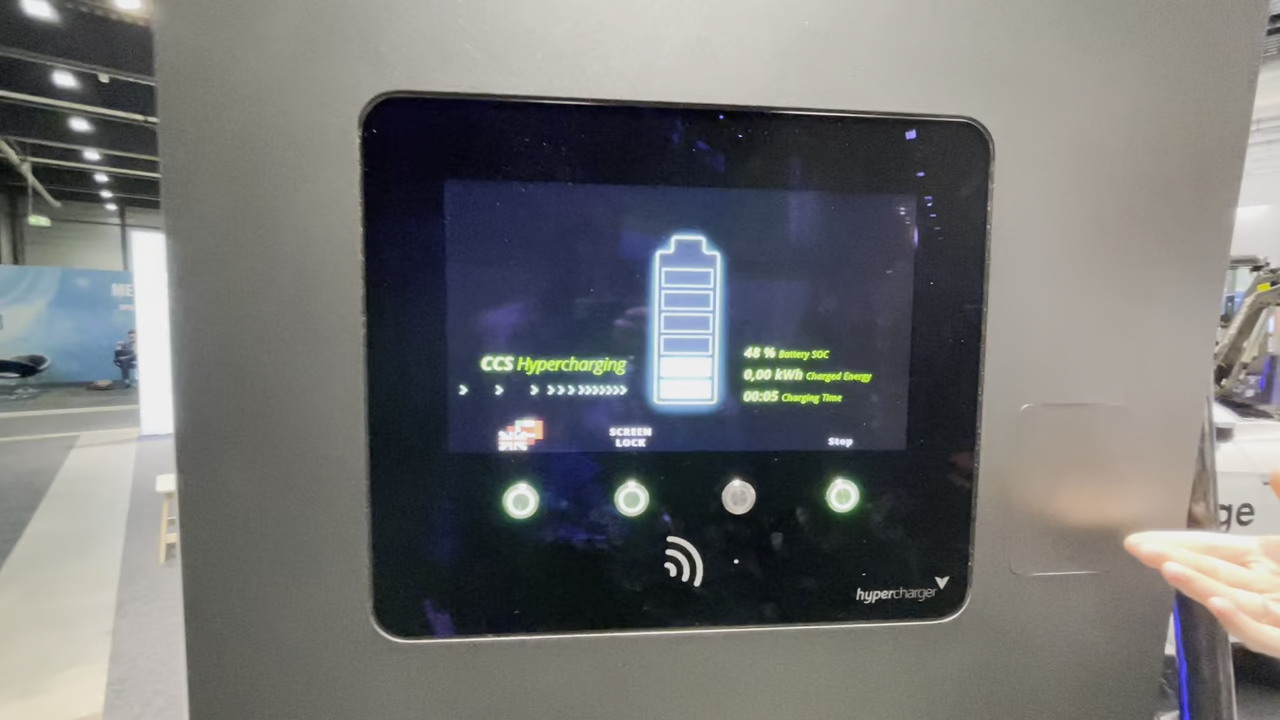 ME
CCS Hypercharging
48 % Battery SOC
0,00 kWh Charged Energy
00:05 Charging Time
SCREEN
LOCK
Stop
hypercharger
ge